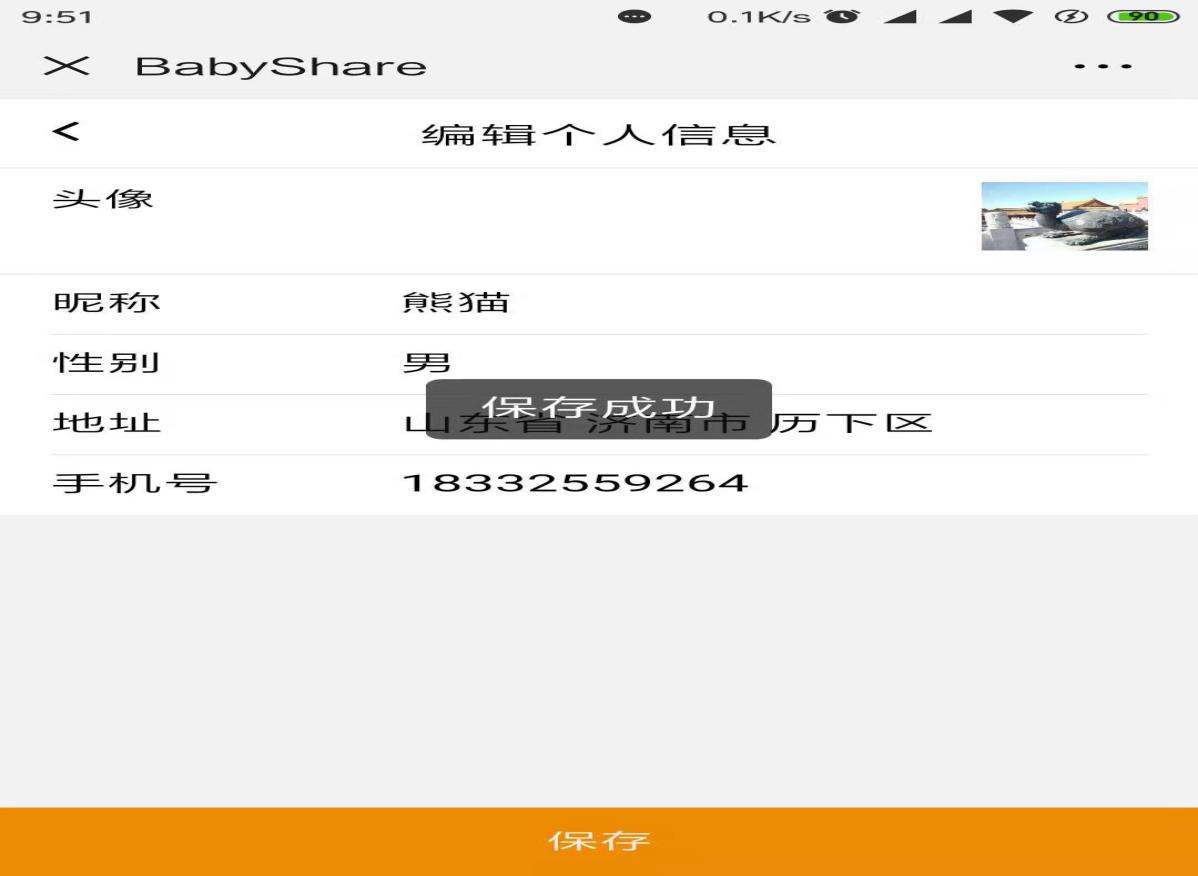 9:51 0.1K/s 90
BabyShare
编辑个人信息
头像
昵称 熊猫
性别 男
保存成功
地址 山东省 济南市 历下区
手机号 18332559264
保存